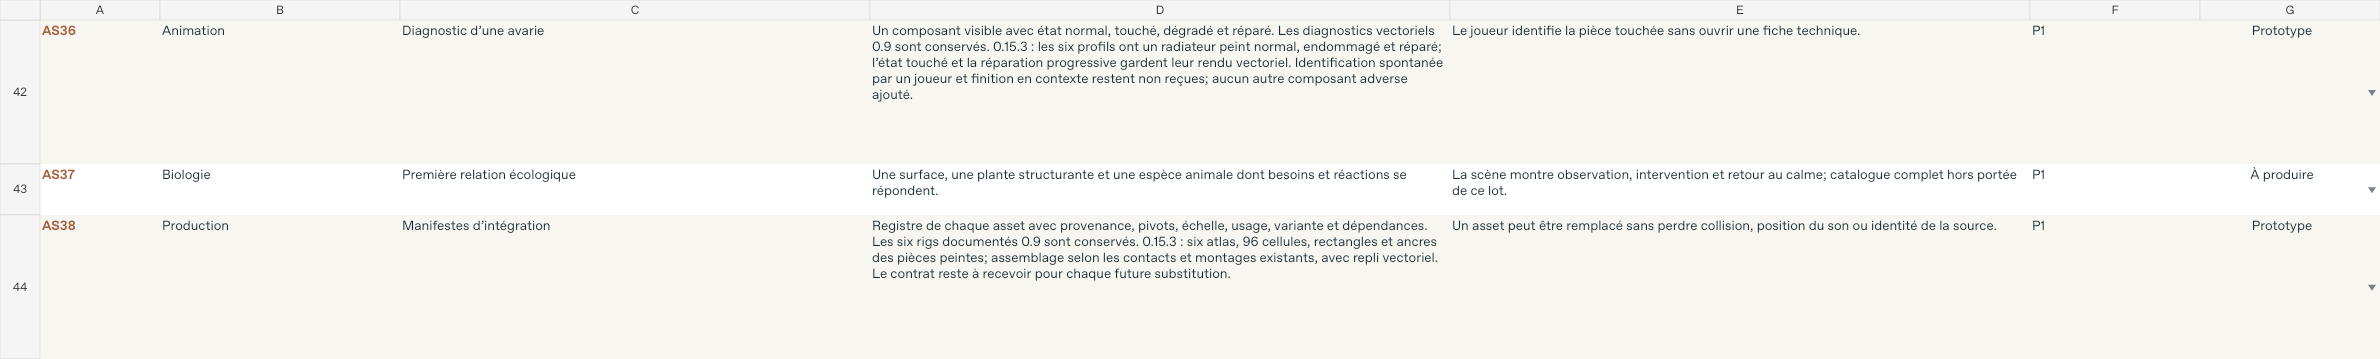 A B C D E F G
42
AS36 Animation Diagnostic d’une avarie
Un composant visible avec état normal, touché, dégradé et réparé. Les diagnostics vectoriels
0.9 sont conservés. 0.15.3 : les six profils ont un radiateur peint normal, endommagé et réparé;
l’état touché et la réparation progressive gardent leur rendu vectoriel. Identification spontanée
par un joueur et finition en contexte restent non reçues; aucun autre composant adverse
ajouté.
Le joueur identifie la pièce touchée sans ouvrir une fiche technique.
P1 Prototype
43
AS37 Biologie Première relation écologique
Une surface, une plante structurante et une espèce animale dont besoins et réactions se
répondent.
La scène montre observation, intervention et retour au calme; catalogue complet hors portée
de ce lot.
P1 À produire
44
AS38 Production Manifestes d’intégration
Registre de chaque asset avec provenance, pivots, échelle, usage, variante et dépendances.
Les six rigs documentés 0.9 sont conservés. 0.15.3 : six atlas, 96 cellules, rectangles et ancres
des pièces peintes; assemblage selon les contacts et montages existants, avec repli vectoriel.
Le contrat reste à recevoir pour chaque future substitution.
Un asset peut être remplacé sans perdre collision, position du son ou identité de la source.
P1 Prototype